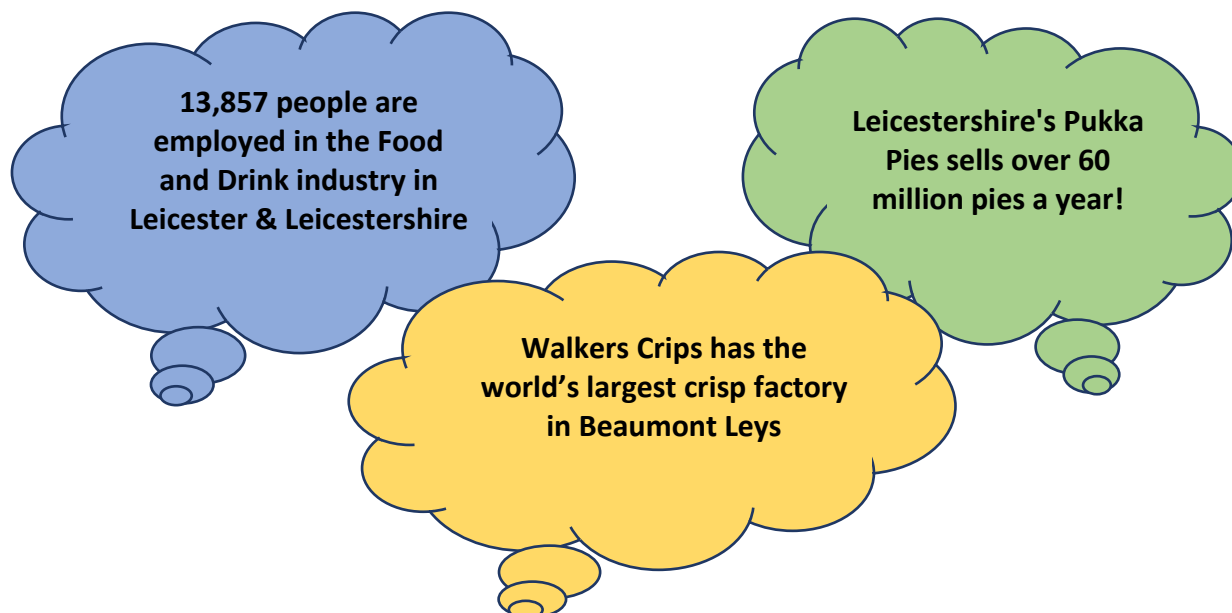 13,857 people are
employed in the Food
and Drink industry in
Leicester & Leicestershire
Leicestershire's Pukka
Pies sells over 60
million pies a year!
Walkers Crips has the
world’s largest crisp factory
in Beaumont Leys